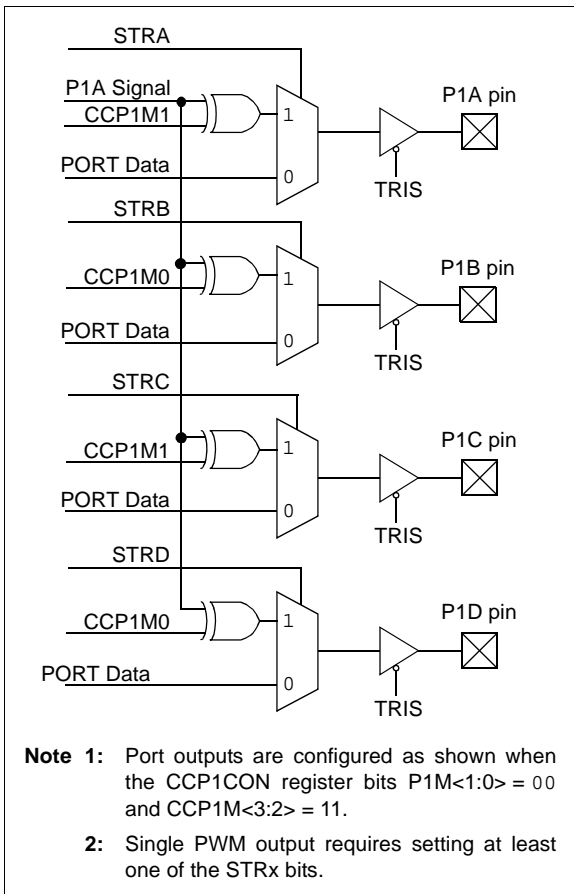 STRA
P1A Signal
CCP1M1
1
P1A pin
PORT Data
0
TRIS
STRB
CCP1M0
1
P1B pin
PORT Data
0
TRIS
STRC
CCP1M1
1
P1C pin
PORT Data
0
TRIS
STRD
CCP1M0
1
P1D pin
PORT Data
0
TRIS
Note 1: Port outputs are configured as shown when
the CCP1CON register bits P1M<1:0> = 00
and CCP1M<3:2> = 11.
2: Single PWM output requires setting at least
one of the STRx bits.